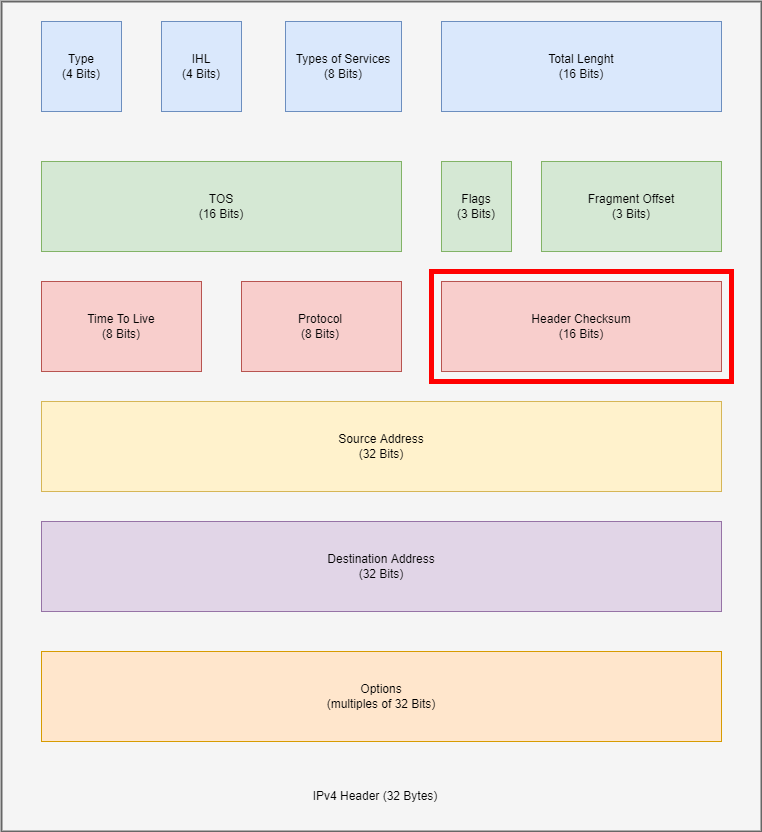 Type
(4 Bits)
IHL
(4 Bits)
Types of Services
(8 Bits)
Total Lenght
(16 Bits)
TOS
(16 Bits)
Flags
(3 Bits)
Fragment Offset
(3 Bits)
Time To Live
(8 Bits)
Protocol
(8 Bits)
Header Checksum
(16 Bits)
Source Address
(32 Bits)
Destination Address
(32 Bits)
Options
(multiples of 32 Bits)
IPv4 Header (32 Bytes)